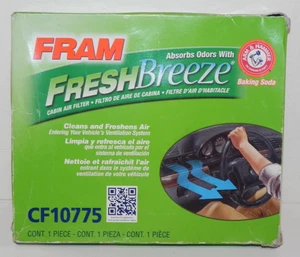 FRAM
Absorbs Odors With
ARM & HAMMER
FRESHBreeze®
Baking Soda
CABIN AIR FILTER • FILTRO DE AIRE DE CABINA • FILTRE D'AIR D'HABITACLE
Cleans and Freshens Air
Entering Your Vehicle's Ventilation System
Limpia y refresca el aire
que entra al vehículo por el
sistema de ventilación
Nettoie et rafraîchit l'air
entrant dans le système de
ventilation de votre véhicule
CF10775
CONT. 1 PIECE • CONT. 1 PIEZA • CONT. 1 PIÈCE